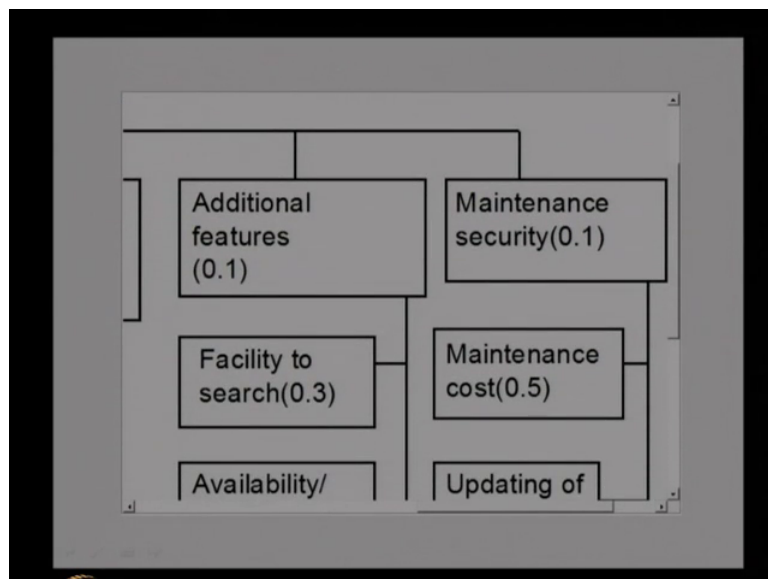 Additional
features
(0.1)
Maintenance
security(0.1)
Facility to
search(0.3)
Maintenance
cost(0.5)
Availability/
Updating of